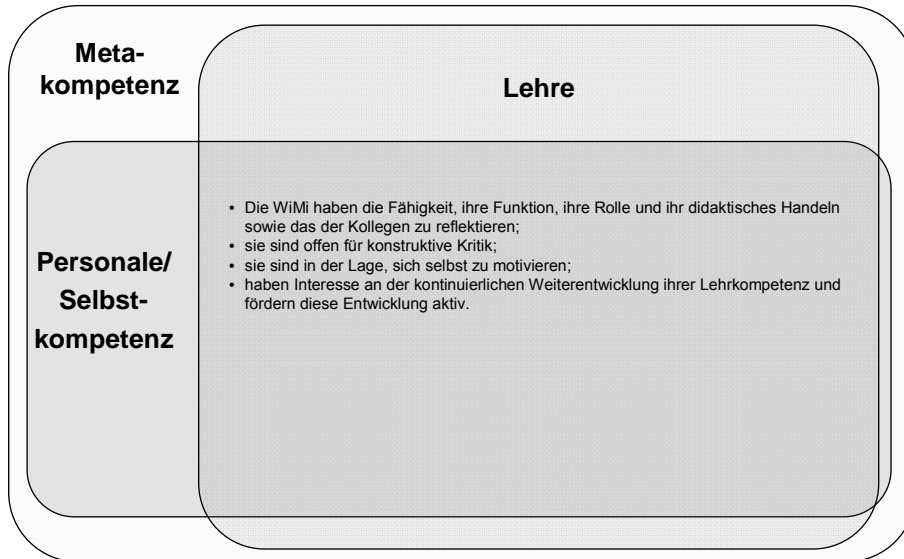 Meta-
kompetenz
Lehre
Personale/
Selbst-
kompetenz
• Die WiMi haben die Fähigkeit, ihre Funktion, ihre Rolle und ihr didaktisches Handeln
sowie das der Kollegen zu reflektieren;
• sie sind offen für konstruktive Kritik;
• sie sind in der Lage, sich selbst zu motivieren;
• haben Interesse an der kontinuierlichen Weiterentwicklung ihrer Lehrkompetenz und
fördern diese Entwicklung aktiv.